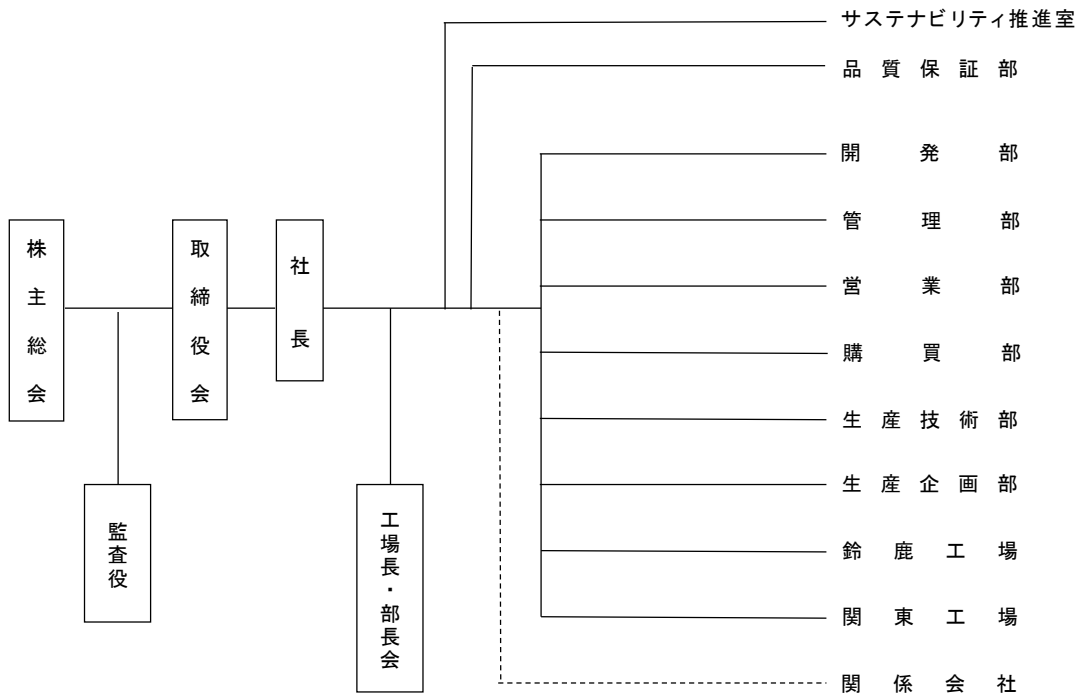 株主総会
監査役
取締役会
社長
工場長・部長会
サステナビリティ推進室
品質保証部
開発部
管理部
営業部
購買部
生産技術部
生産企画部
鈴鹿工場
関東工場
関係会社